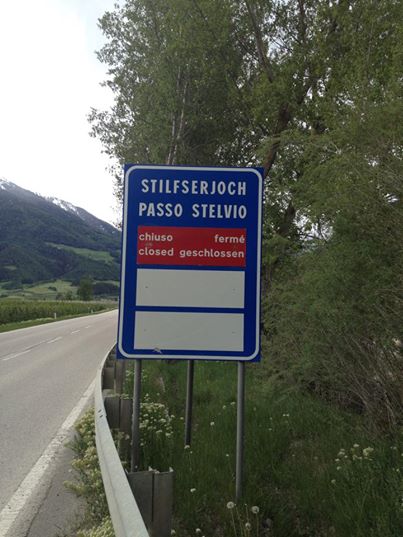 STILFSERJOCH
PASSO STELVIO
chiuso fermé
closed geschlossen